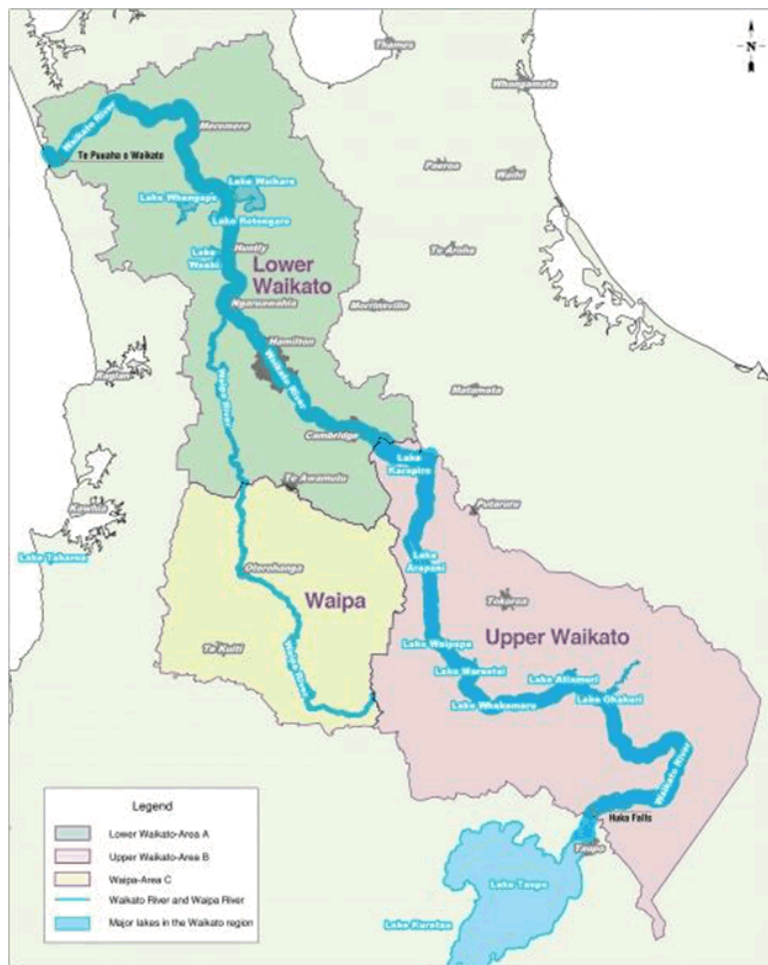 Thames
N
Whangamata
Waikato River
Meremere
Te Puuaha o Waikato
Paeroa
Waihi
Lake Waikare
Lake Whangape
Lake Rotongaro
Te Aroha
Huntly
Lake
Waahi
Lower
Waikato
Ngaruawahia
Morrinsville
Hamilton
Waikato River
Raglan
Waipa River
Matamata
Cambridge
Lake
Karapiro
Te Awamutu
Putaruru
Kawhia
Lake Taharoa
Lake
Arapuni
Otorohanga
Waipa
Tokoroa
Upper Waikato
Te Kuiti
Lake Waipapa
Waipa River
Lake Maraetai
Lake Atiamuri
Lake Ohakuri
Lake Whakamaru
Waikato River
Huka Falls
Taupo
Lake Taupo
Lake Kuratau
Legend
Lower Waikato-Area A
Upper Waikato-Area B
Waipa-Area C
Waikato River and Waipa River
Major lakes in the Waikato region